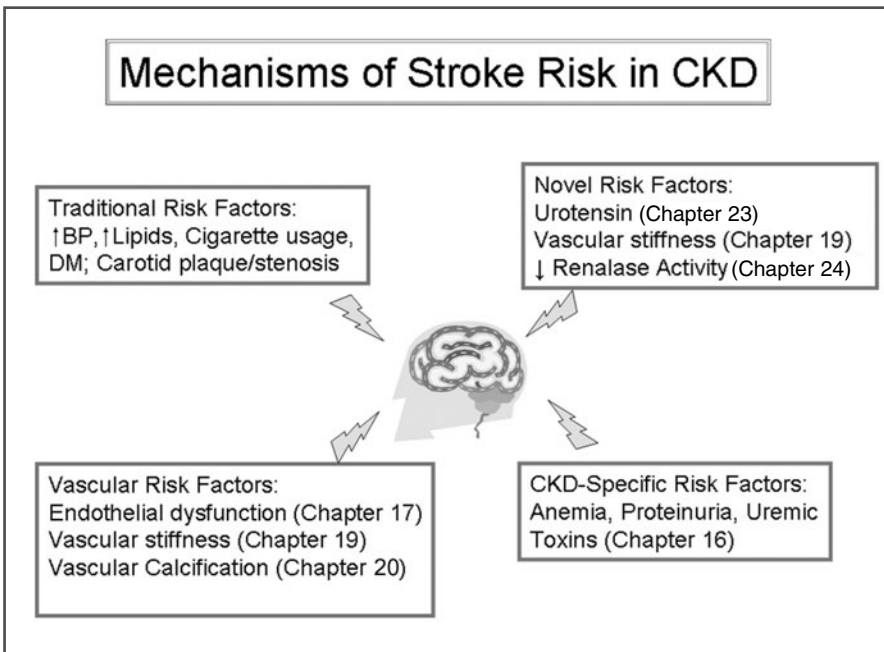 Mechanisms of Stroke Risk in CKD
Traditional Risk Factors:
↑BP,↑Lipids, Cigarette usage,
DM; Carotid plaque/stenosis
Novel Risk Factors:
Urotensin (Chapter 23)
Vascular stiffness (Chapter 19)
↓ Renalase Activity (Chapter 24)
Vascular Risk Factors:
Endothelial dysfunction (Chapter 17)
Vascular stiffness (Chapter 19)
Vascular Calcification (Chapter 20)
CKD-Specific Risk Factors:
Anemia, Proteinuria, Uremic
Toxins (Chapter 16)